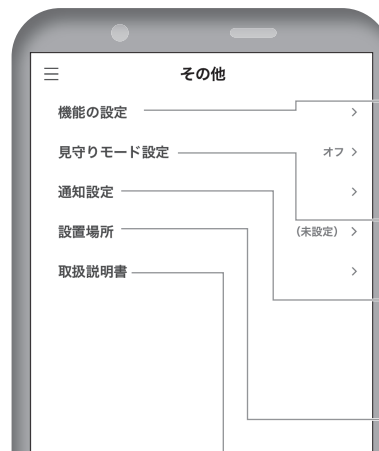 その他
機能の設定
見守りモード設定 オフ
通知設定
設置場所 （未設定）
取扱説明書